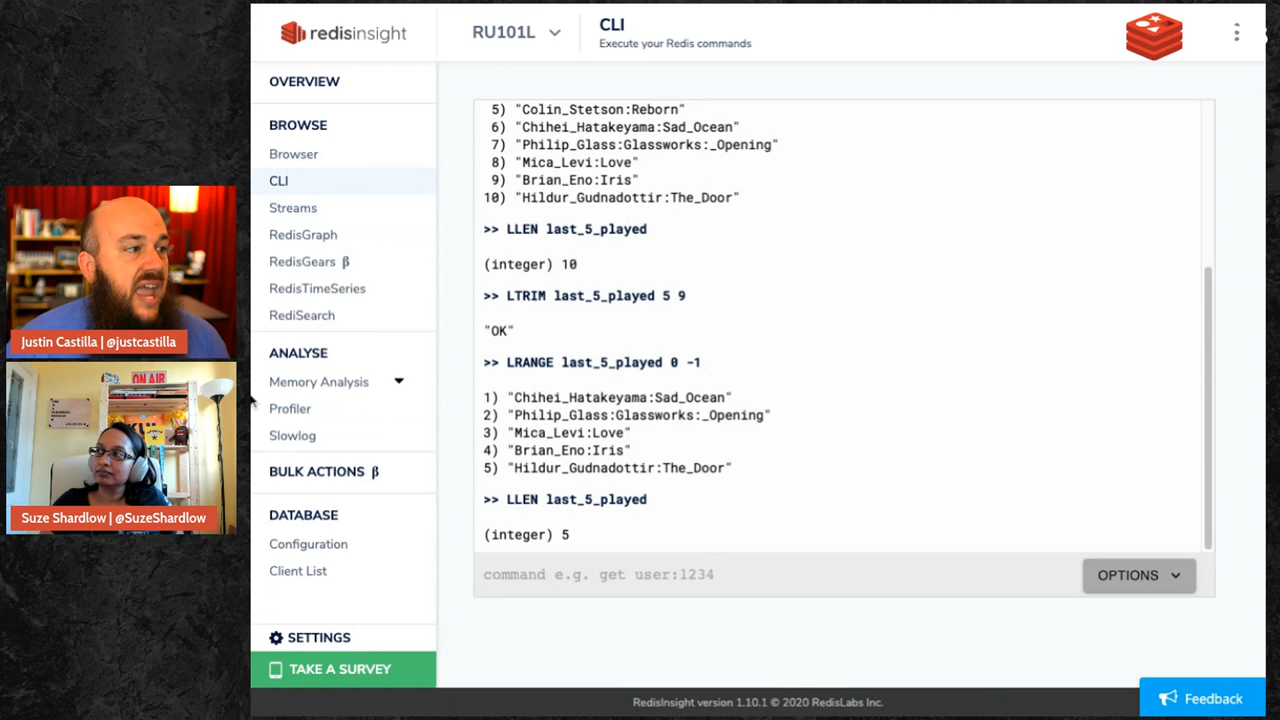 redisinsight
RU101L
CLI
Execute your Redis commands
OVERVIEW
BROWSE
Browser
CLI
Streams
RedisGraph
RedisGears β
RedisTimeSeries
RediSearch
ANALYSE
Memory Analysis
Profiler
Slowlog
BULK ACTIONS β
DATABASE
Configuration
Client List
SETTINGS
TAKE A SURVEY
5) "Colin_Stetson:Reborn"
6) "Chihei_Hatakeyama:Sad_Ocean"
7) "Philip_Glass:Glassworks:_Opening"
8) "Mica_Levi:Love"
9) "Brian_Eno:Iris"
10) "Hildur_Gudnadottir:The_Door"
>> LLEN last_5_played
(integer) 10
>> LTRIM last_5_played 5 9
"OK"
>> LRANGE last_5_played 0 -1
1) "Chihei_Hatakeyama:Sad_Ocean"
2) "Philip_Glass:Glassworks:_Opening"
3) "Mica_Levi:Love"
4) "Brian_Eno:Iris"
5) "Hildur_Gudnadottir:The_Door"
>> LLEN last_5_played
(integer) 5
command e.g. get user:1234
OPTIONS
RedisInsight version 1.10.1 © 2020 RedisLabs Inc.
Feedback
Justin Castilla | @justcastilla
ON AIR
Suze Shardlow | @SuzeShardlow